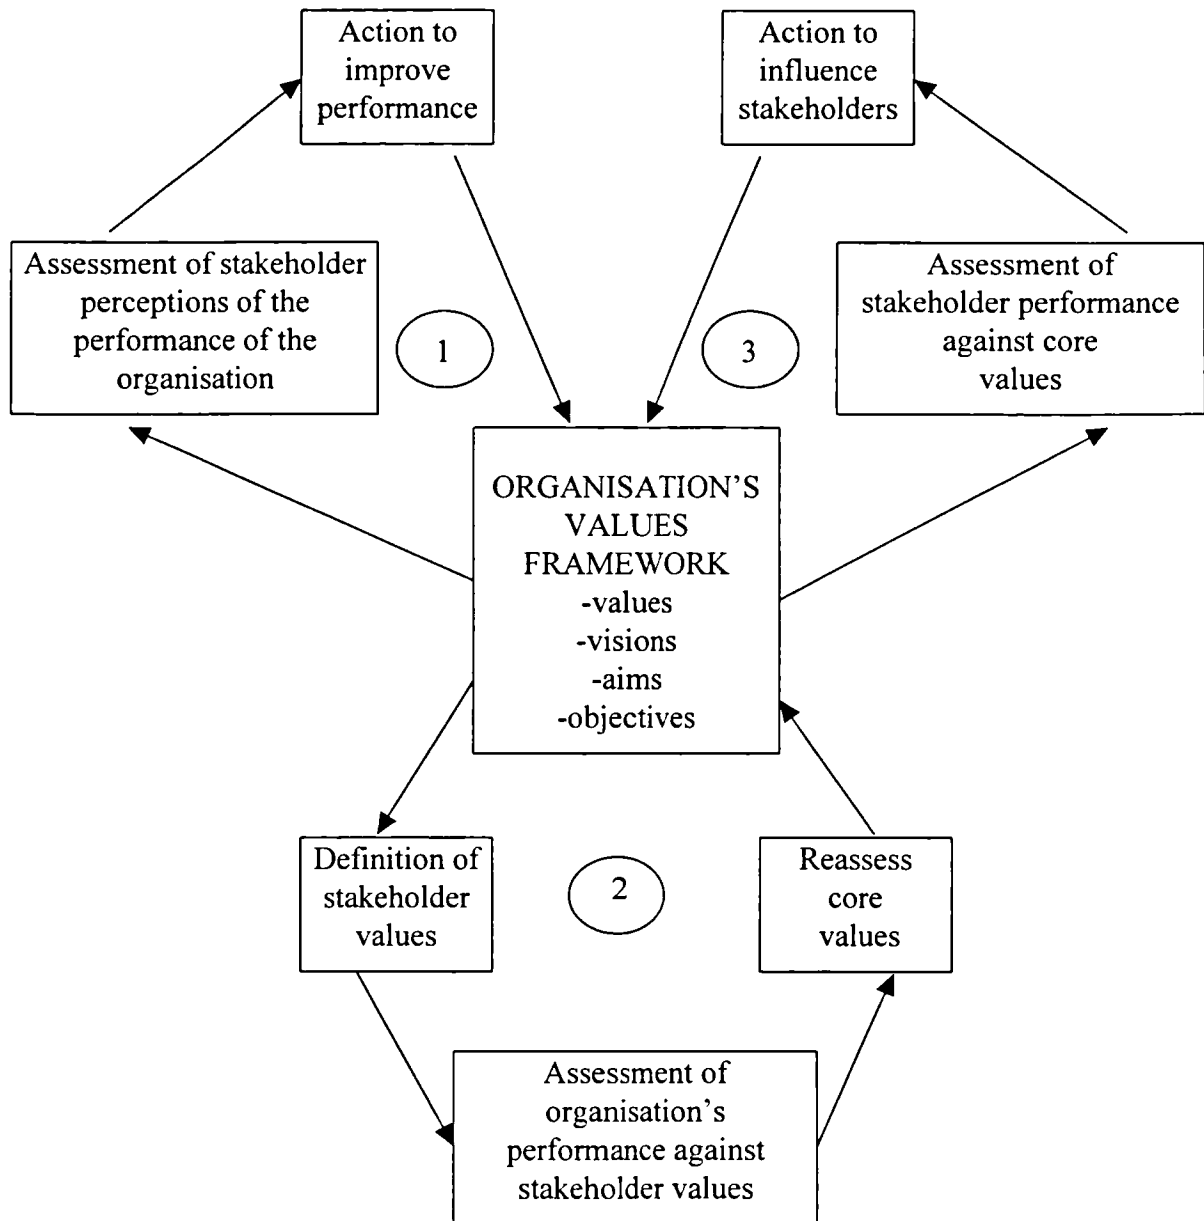 Action to
improve
performance
Action to
influence
stakeholders
Assessment of stakeholder
perceptions of the
performance of the
organisation
1
3
Assessment of
stakeholder performance
against core
values
ORGANISATION'S
VALUES
FRAMEWORK
-values
-visions
-aims
-objectives
Definition of
stakeholder
values
2
Reassess
core
values
Assessment of
organisation's
performance against
stakeholder values